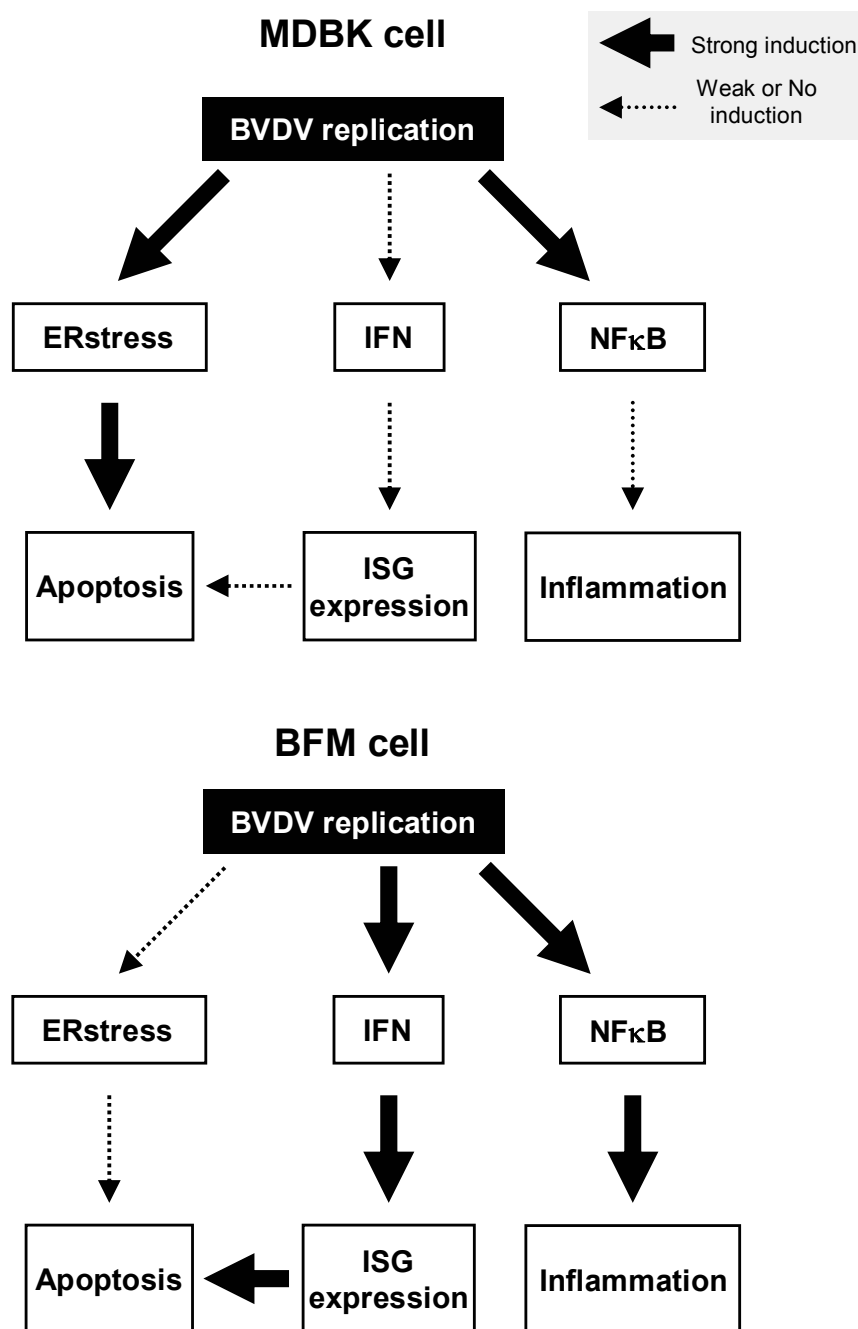 MDBK cell
Strong induction
Weak or No
induction
BVDV replication
ERstress
IFN
NFκB
Apoptosis
ISG
expression
Inflammation
BFM cell
BVDV replication
ERstress
IFN
NFκB
Apoptosis
ISG
expression
Inflammation